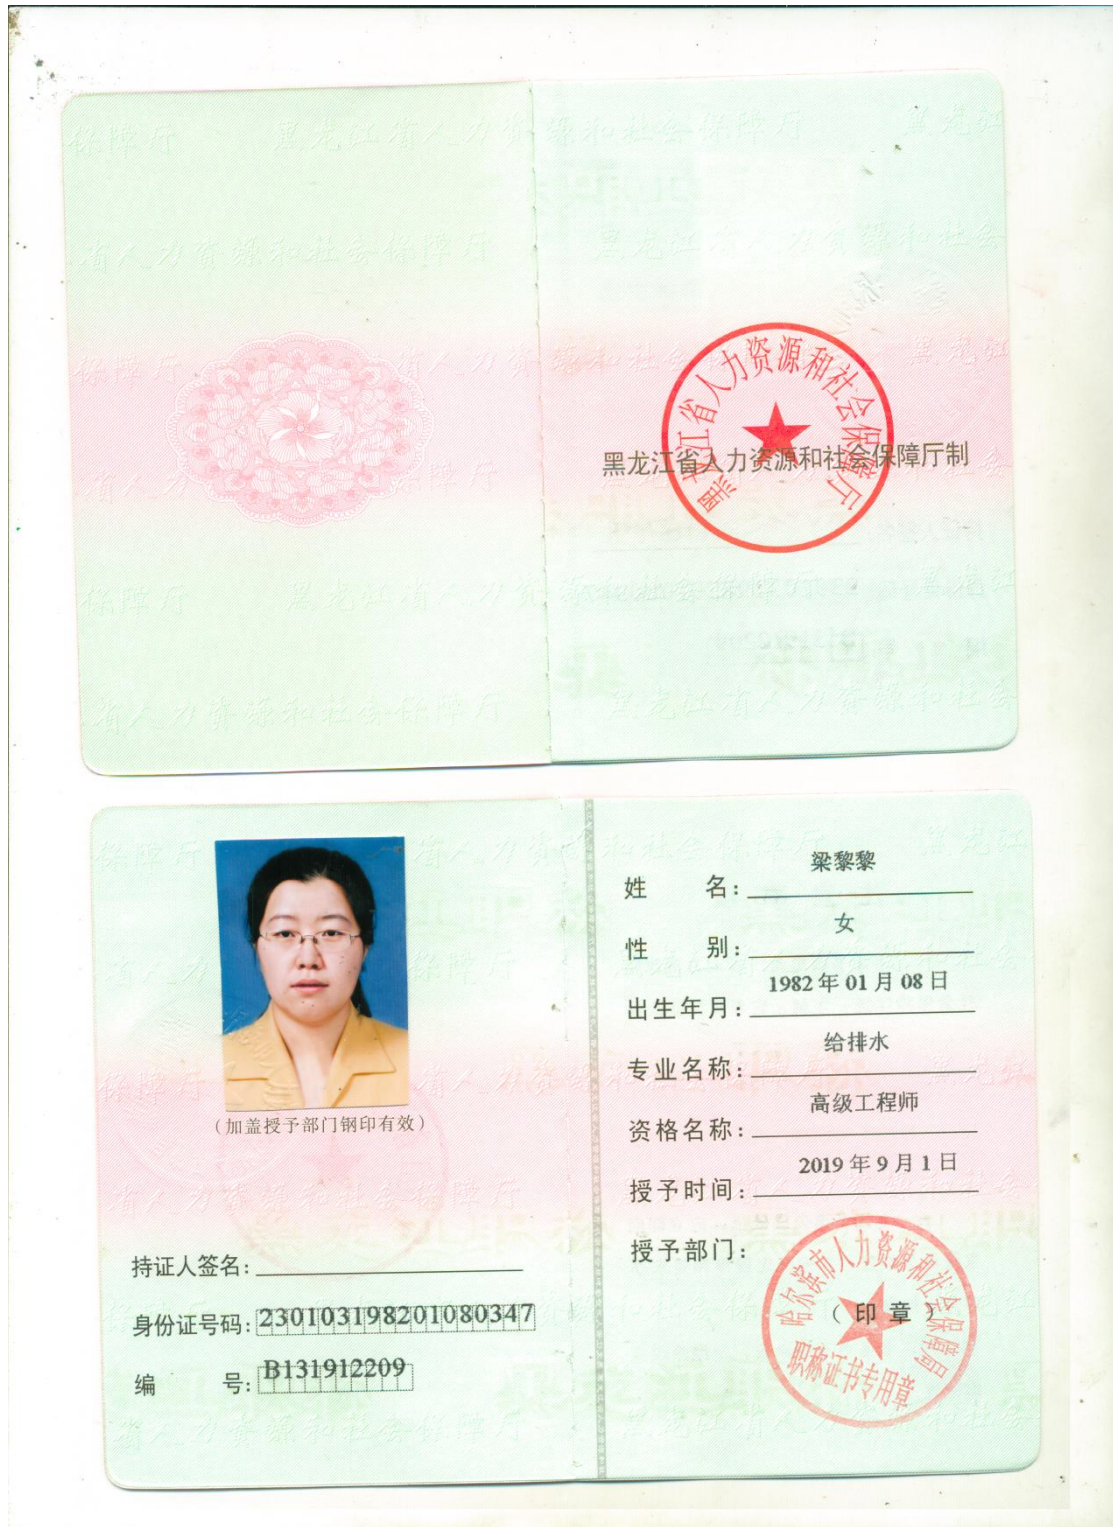 黑龙江省人力资源和社会保障厅
黑龙江省人力资源和社会保障厅制
（加盖授予部门钢印有效）
持证人签名：
身份证号码：230103198201080347
编 号：B131912209
姓 名：梁黎黎
性 别：女
出生年月：1982年01月08日
专业名称：给排水
资格名称：高级工程师
授予时间：2019年9月1日
授予部门：
（印章）
哈尔滨市人力资源和社会保障局
职称证书专用章